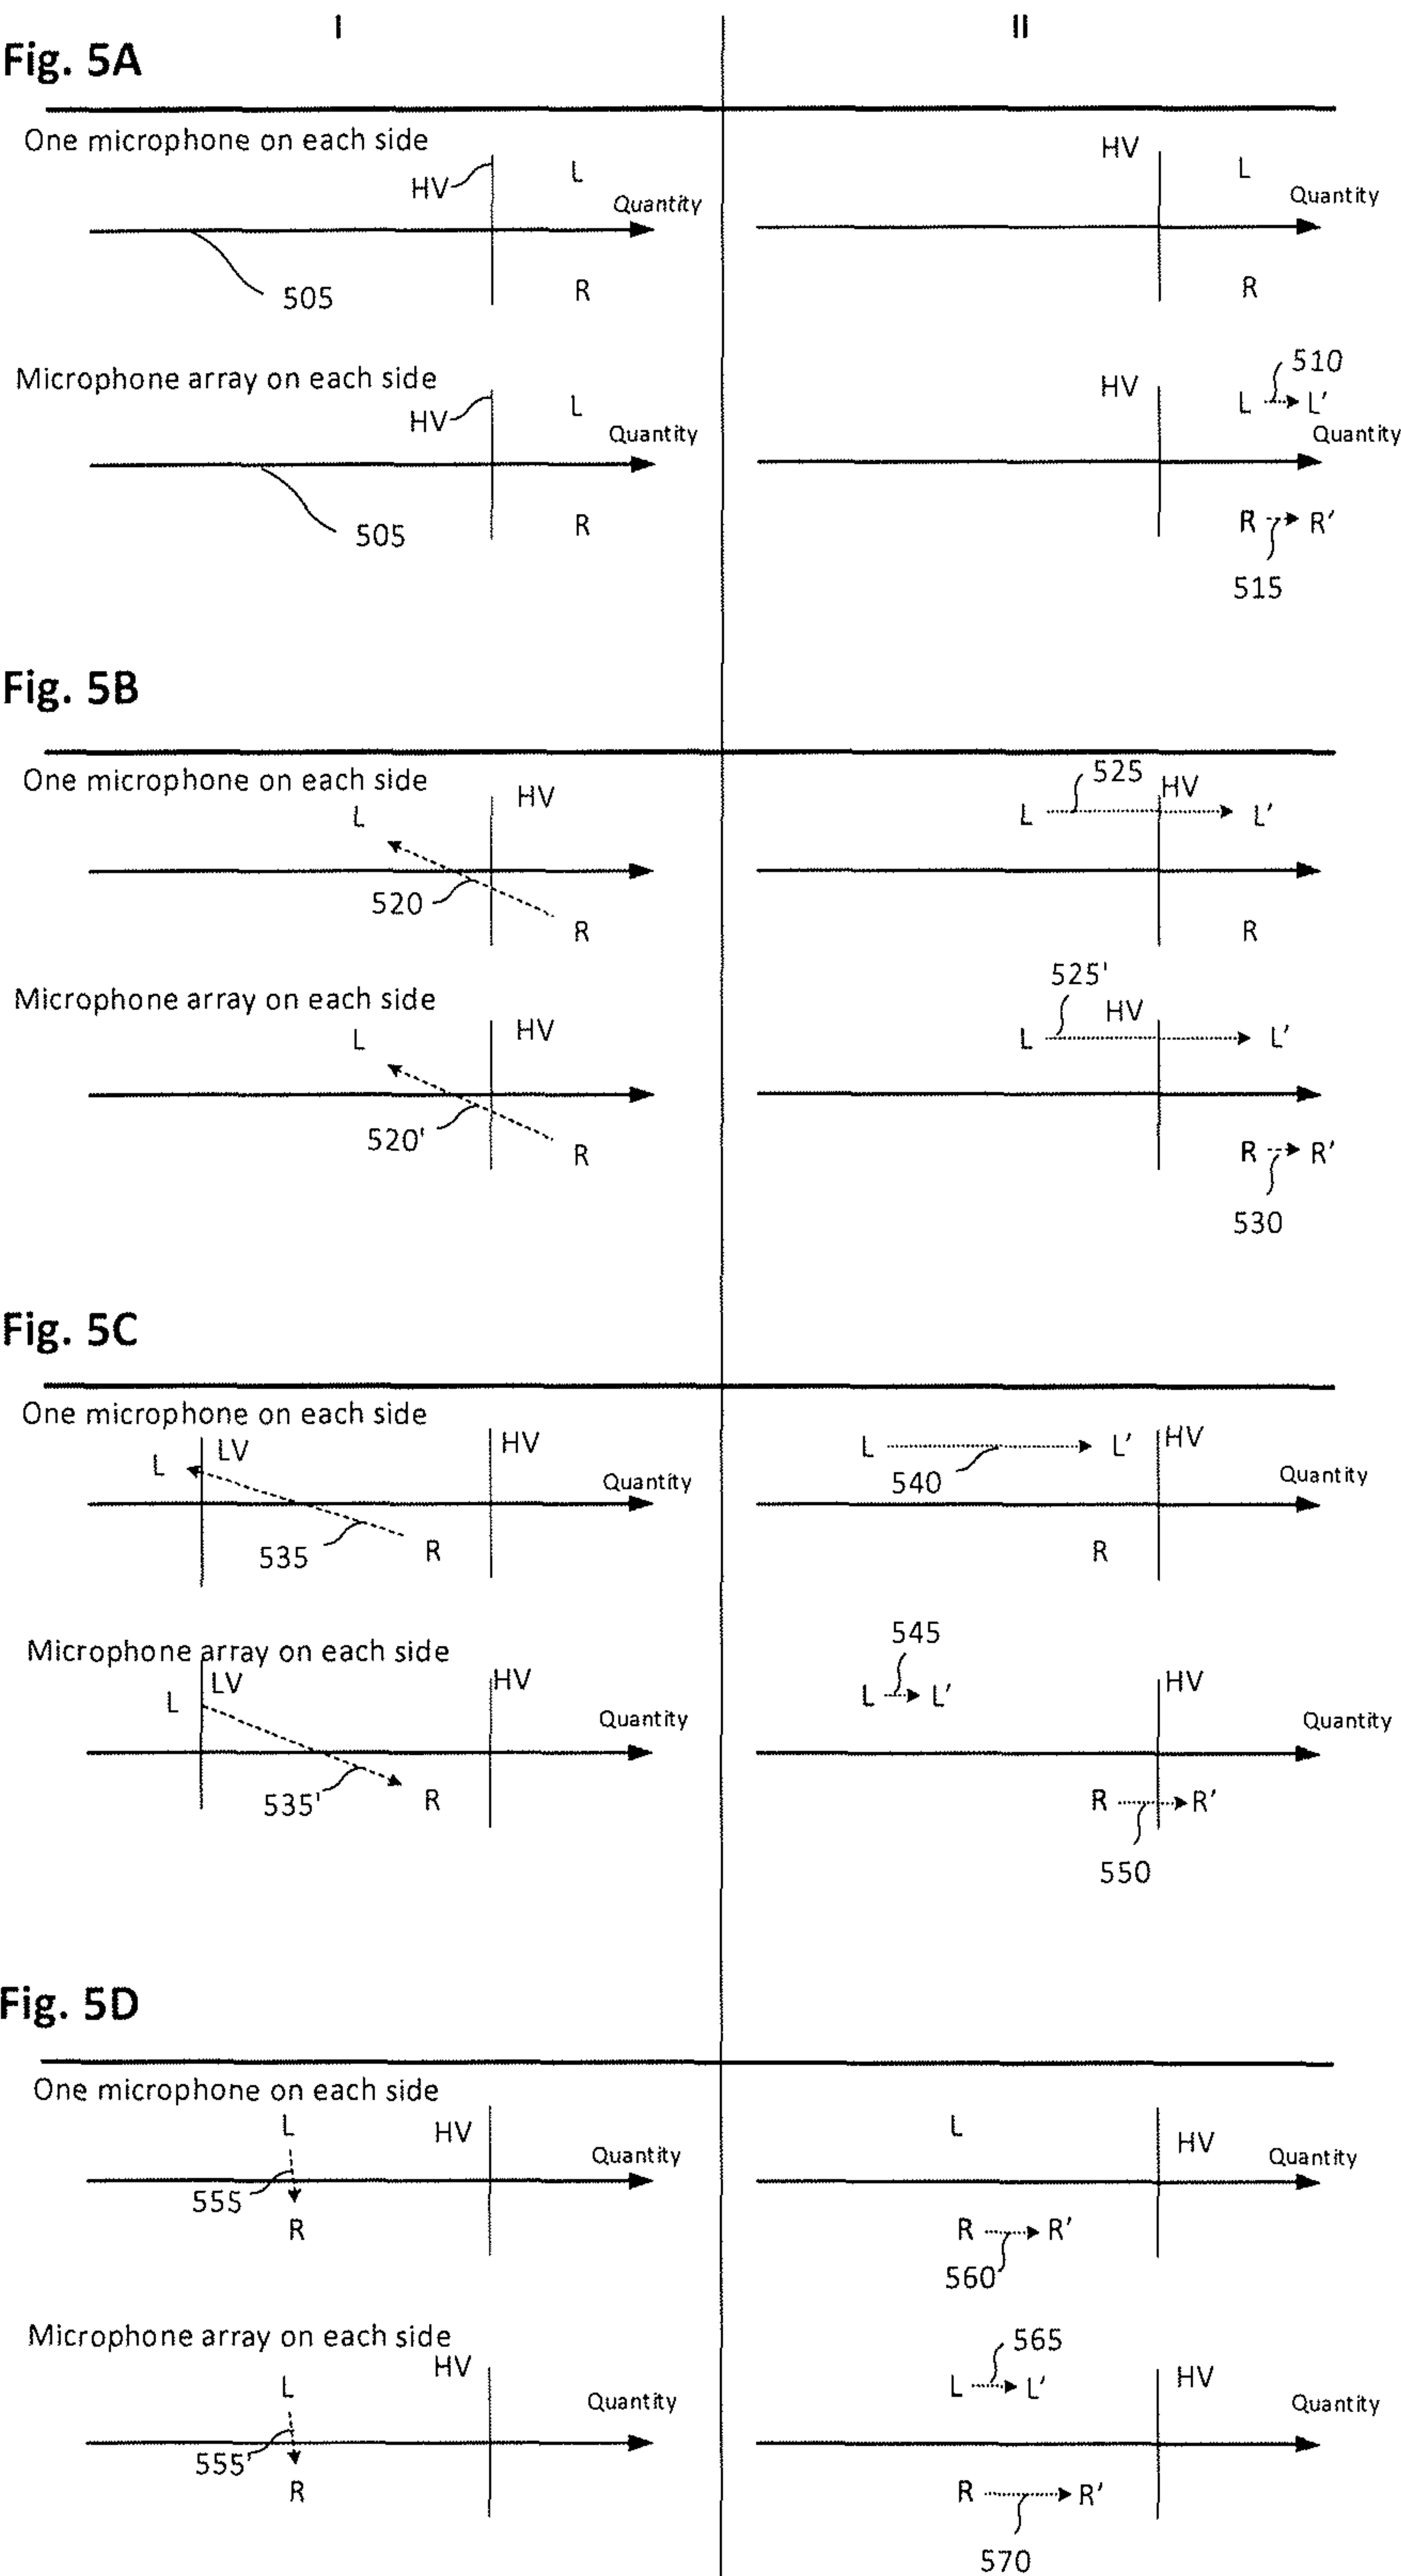 I II
Fig. 5A
One microphone on each side
HV L Quantity
505
R
HV L Quantity
R
Microphone array on each side
HV L Quantity
505
R
HV L L' 510
Quantity
R R'
515
Fig. 5B
One microphone on each side
L HV
520
R
525
L HV L'
R
Microphone array on each side
L HV
520'
R
525'
L HV L'
R R'
530
Fig. 5C
One microphone on each side
L LV HV
Quantity
535 R
L L' HV
540 Quantity
R
Microphone array on each side
L LV HV
Quantity
535' R
545
L L' HV
Quantity
R R'
550
Fig. 5D
One microphone on each side
L HV
Quantity
555
R
L HV
Quantity
R R'
560
Microphone array on each side
L HV
Quantity
555'
R
565
L L' HV
Quantity
R R'
570